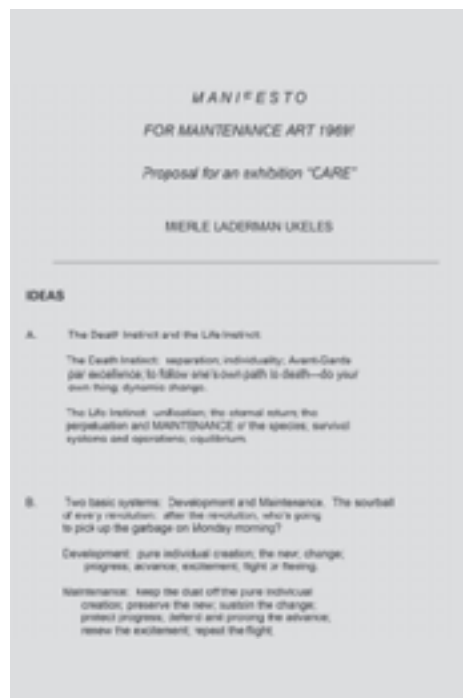 MANIFESTO
FOR MAINTENANCE ART 1969!
Proposal for an exhibition "CARE"
MIERLE LADERMAN UKELES
IDEAS
A. The Death Instinct and the Life Instinct:
The Death Instinct: separation; individuality; Avant-Garde
par excellence; to follow one's own path to death—do your
own thing; dynamic change.
The Life Instinct: unification; the eternal return; the
perpetuation and MAINTENANCE of the species; survival
systems and operations; equilibrium.
B. Two basic systems: Development and Maintenance. The sourball
of every revolution: after the revolution, who's going
to pick up the garbage on Monday morning?
Development: pure individual creation; the new; change;
progress; advance; excitement; flight or fleeing.
Maintenance: keep the dust off the pure individual
creation; preserve the new; sustain the change;
protect progress; defend and prolong the advance;
renew the excitement; repeat the flight;